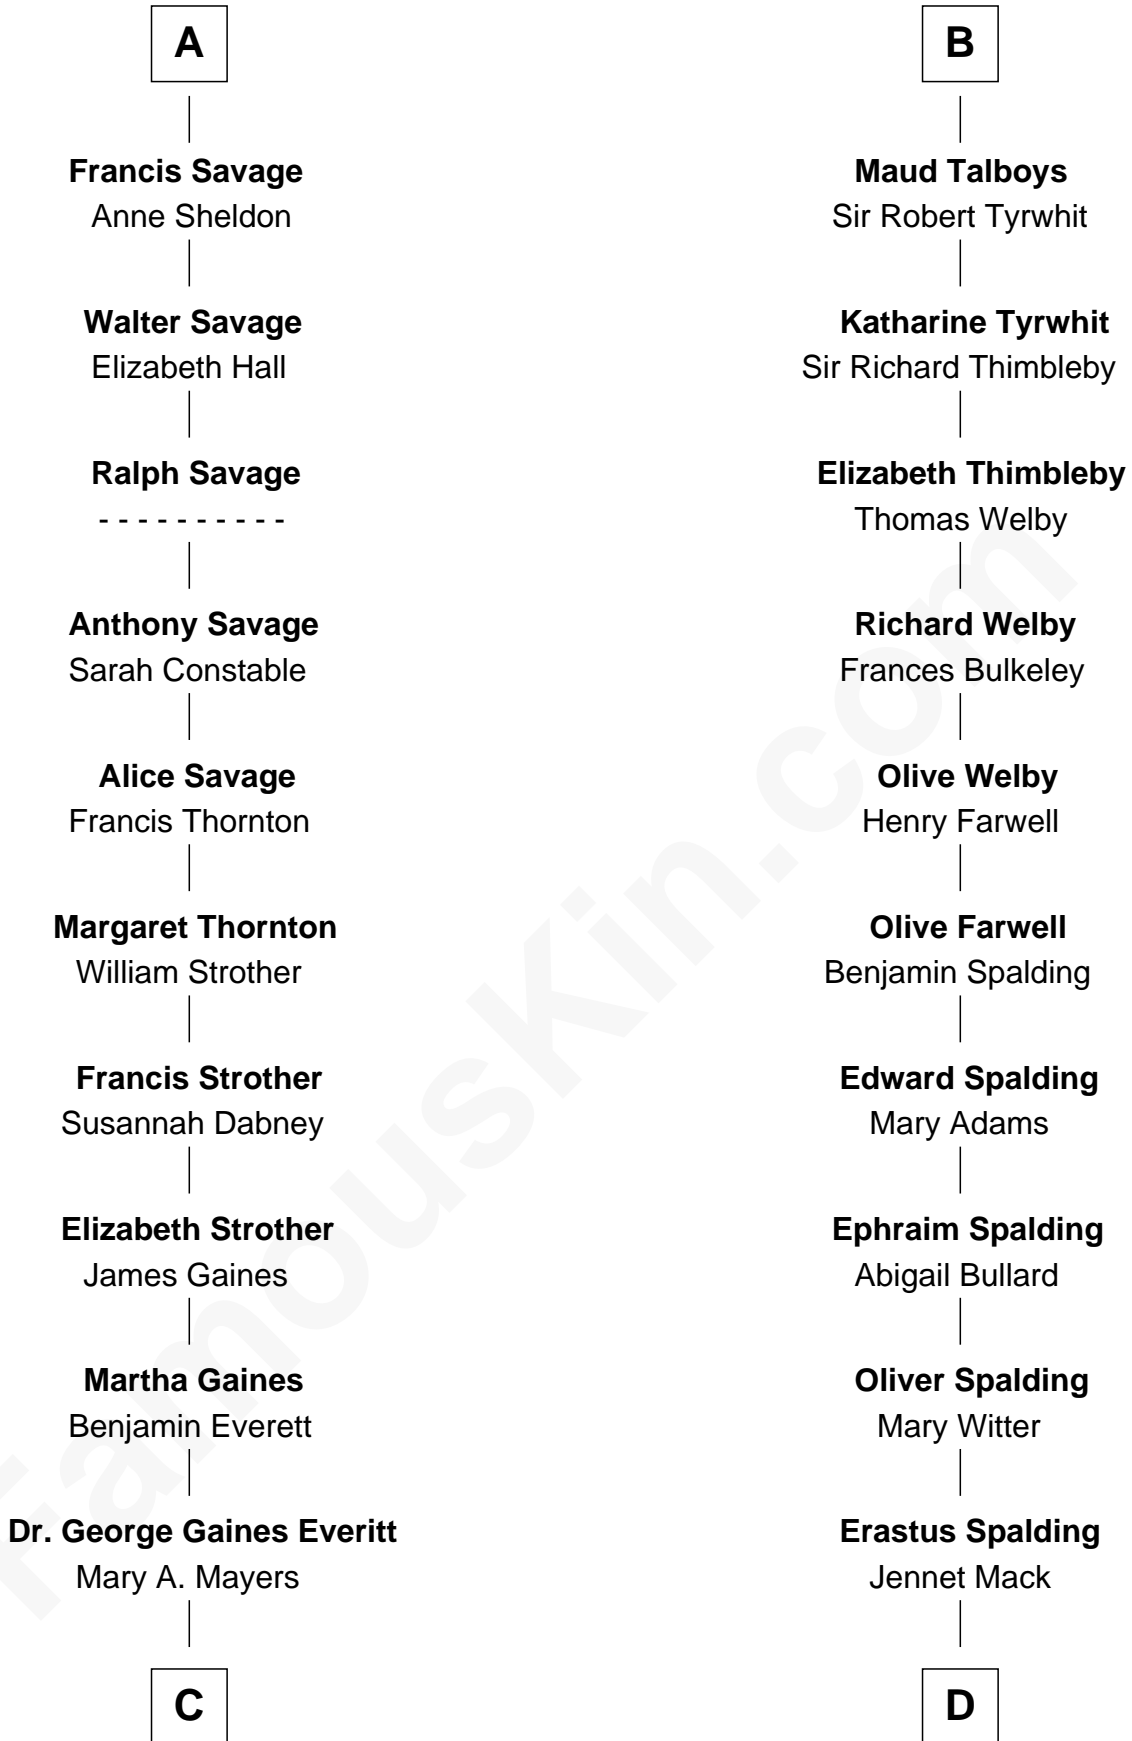 A
Francis Savage
Anne Sheldon
Walter Savage
Elizabeth Hall
Ralph Savage
- - - - - - - - - -
Anthony Savage
Sarah Constable
Alice Savage
Francis Thornton
Margaret Thornton
William Strother
Francis Strother
Susannah Dabney
Elizabeth Strother
James Gaines
Martha Gaines
Benjamin Everett
Dr. George Gaines Everitt
Mary A. Mayers
C
B
Maud Talboys
Sir Robert Tyrwhit
Katharine Tyrwhit
Sir Richard Thimbleby
Elizabeth Thimbleby
Thomas Welby
Richard Welby
Frances Bulkeley
Olive Welby
Henry Farwell
Olive Farwell
Benjamin Spalding
Edward Spalding
Mary Adams
Ephraim Spalding
Abigail Bullard
Oliver Spalding
Mary Witter
Erastus Spalding
Jennet Mack
D
FamousKin.com